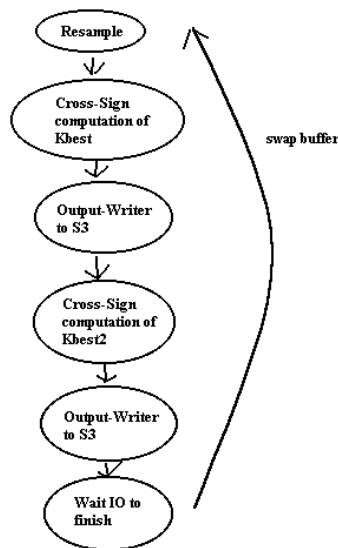 Resample
Cross-Sign
computation of
Kbest
swap buffer
Output-Writer
to S3
Cross-Sign
computation of
Kbest2
Output-Writer
to S3
Wait IO to
finish